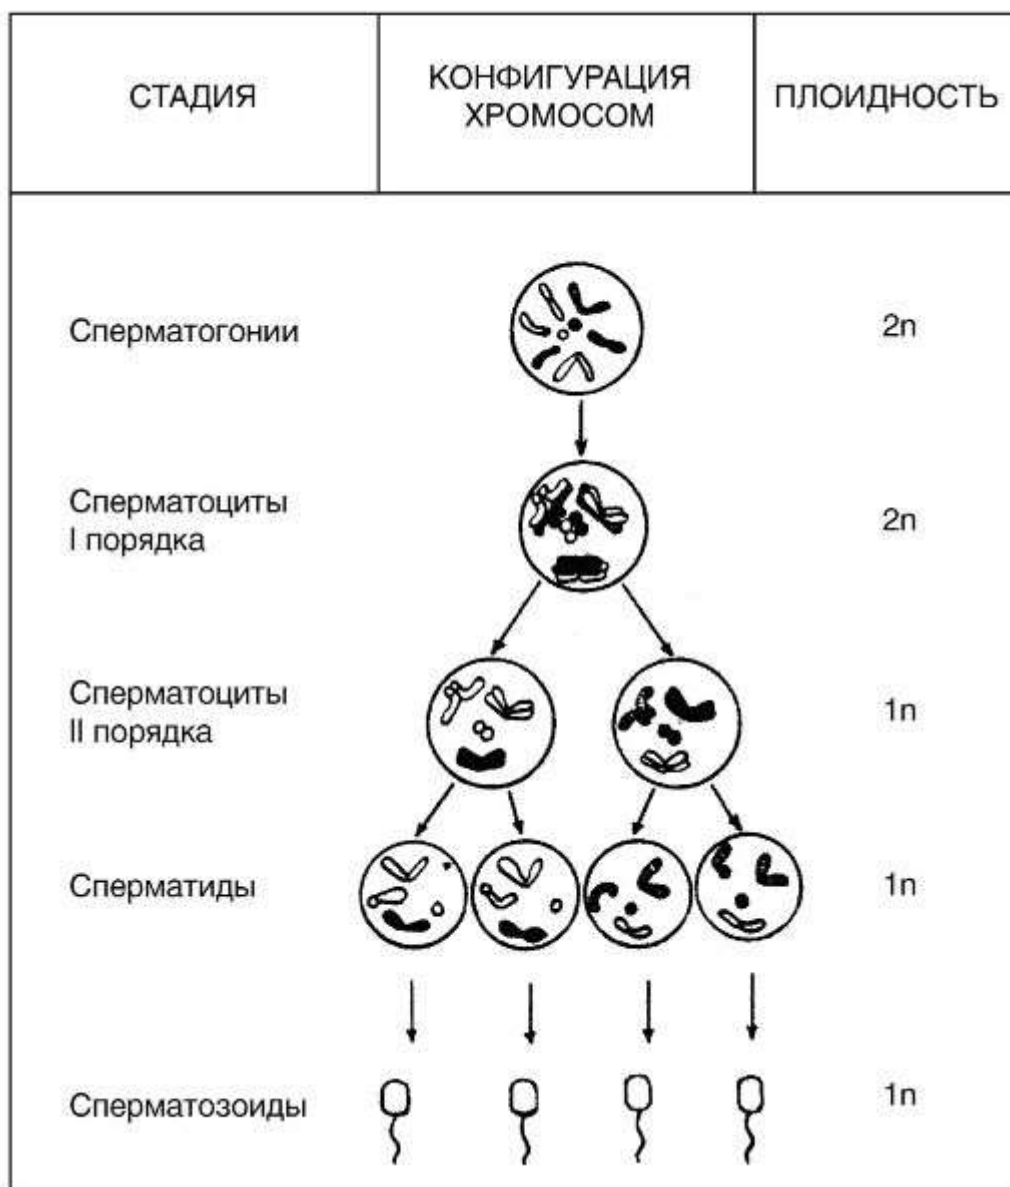 СТАДИЯ
КОНФИГУРАЦИЯ
ХРОМОСОМ
ПЛОИДНОСТЬ
Сперматогонии
2n
Сперматоциты
I порядка
2n
Сперматоциты
II порядка
1n
Сперматиды
1n
Сперматозоиды
1n